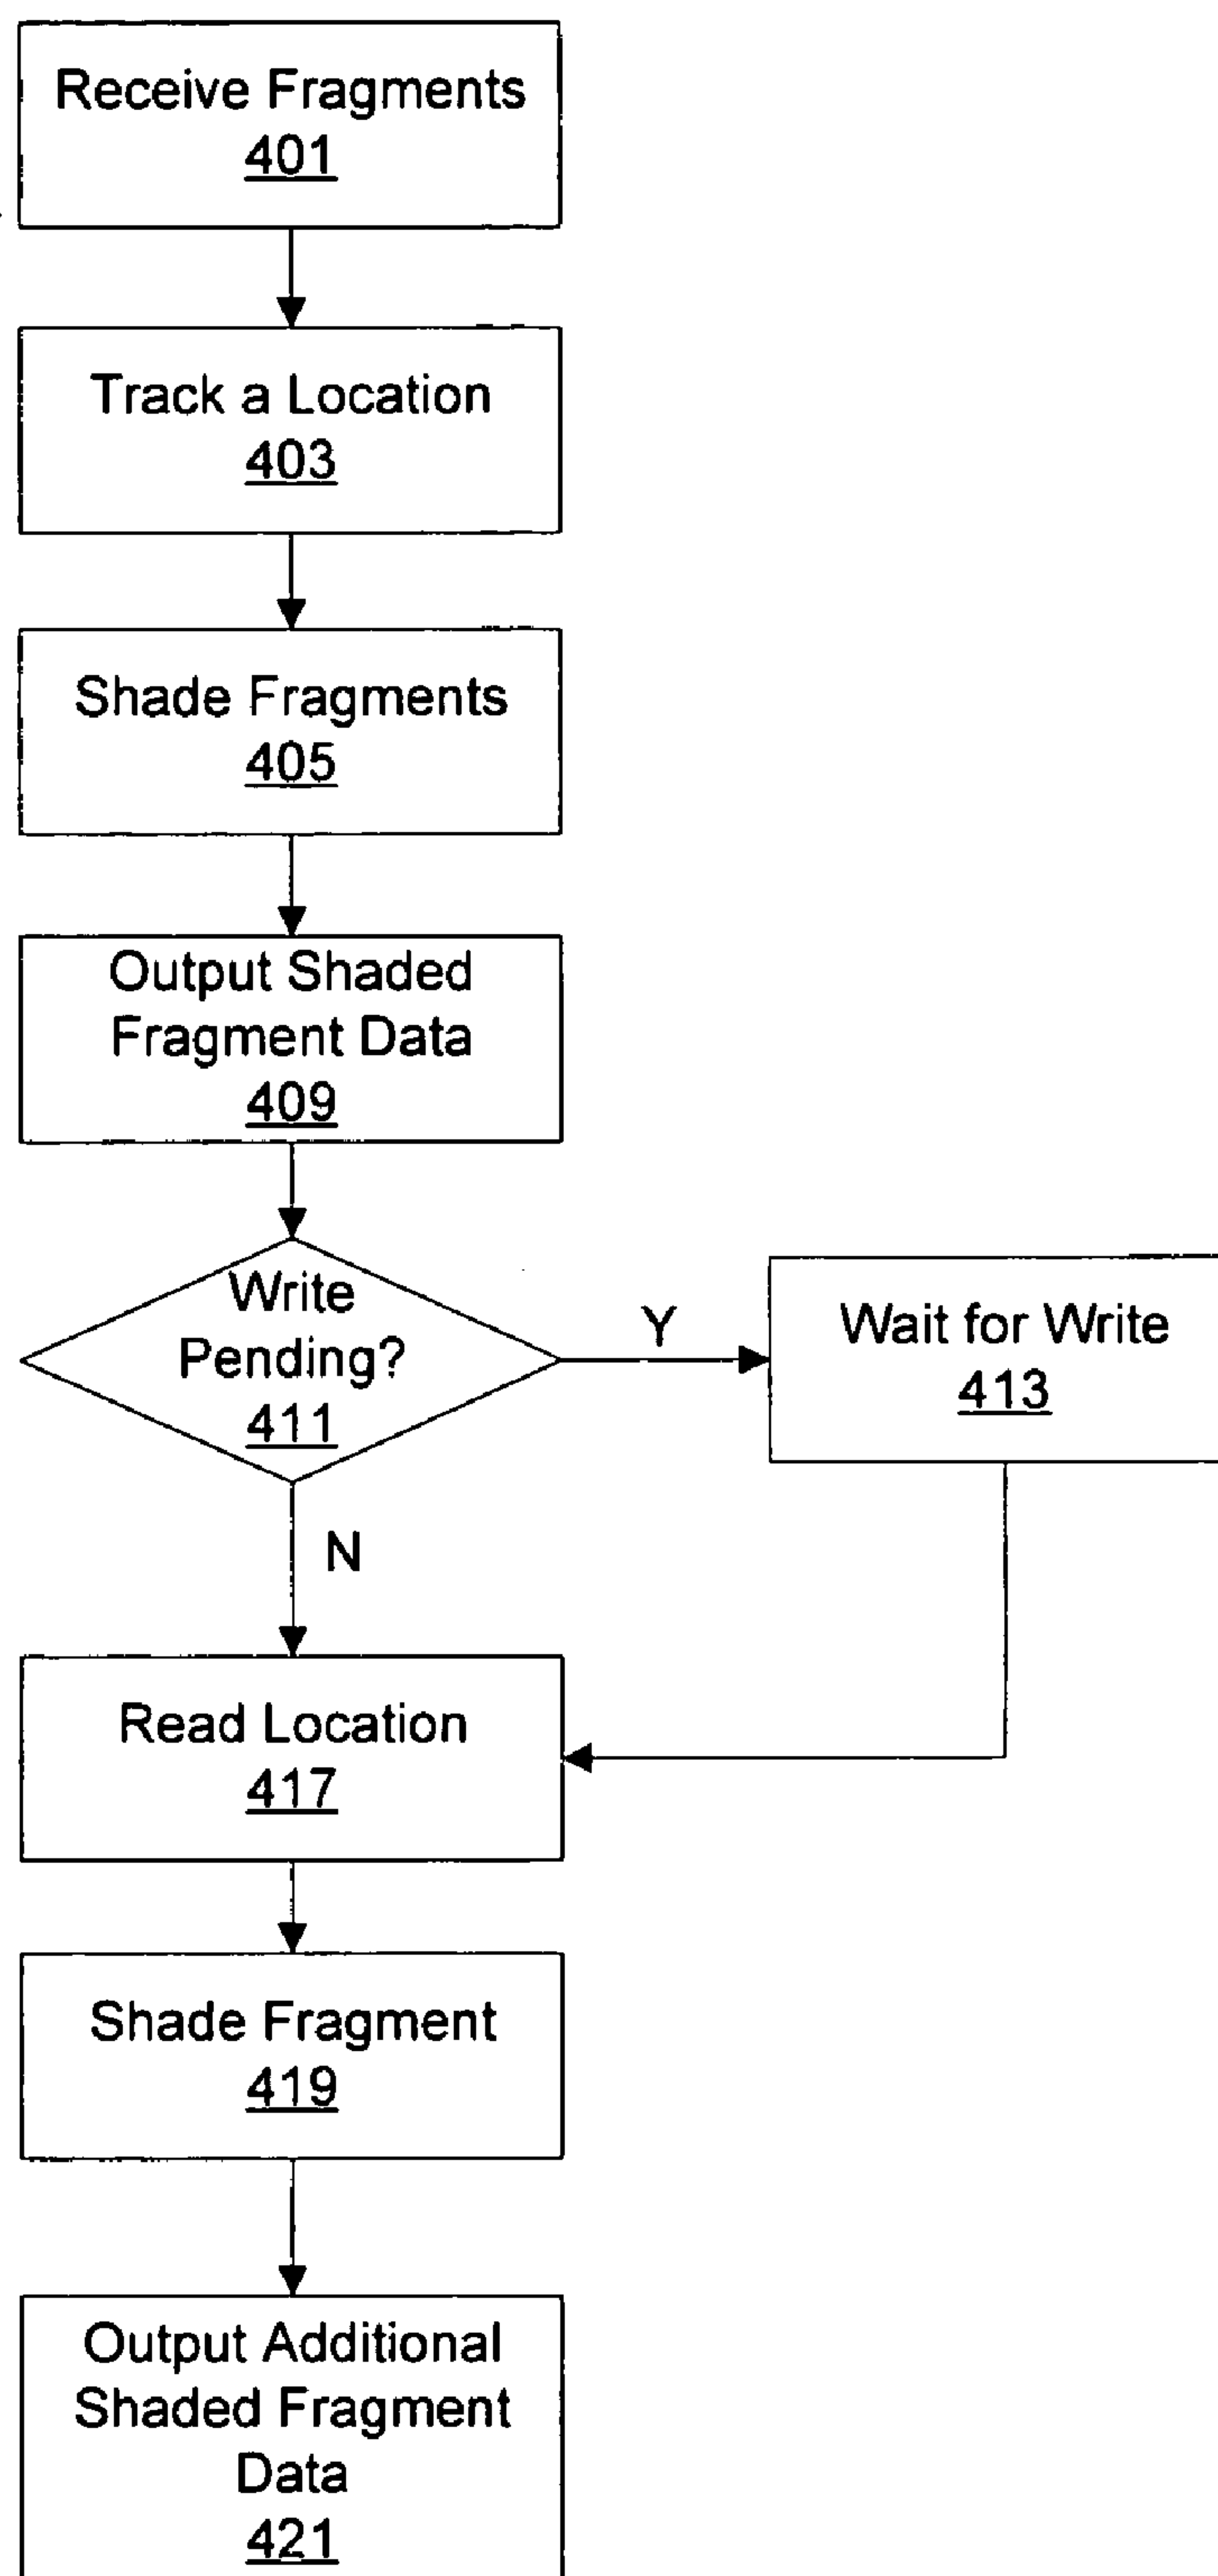 Receive Fragments
401
Track a Location
403
Shade Fragments
405
Output Shaded
Fragment Data
409
Write
Pending?
411
Y
Wait for Write
413
N
Read Location
417
Shade Fragment
419
Output Additional
Shaded Fragment
Data
421